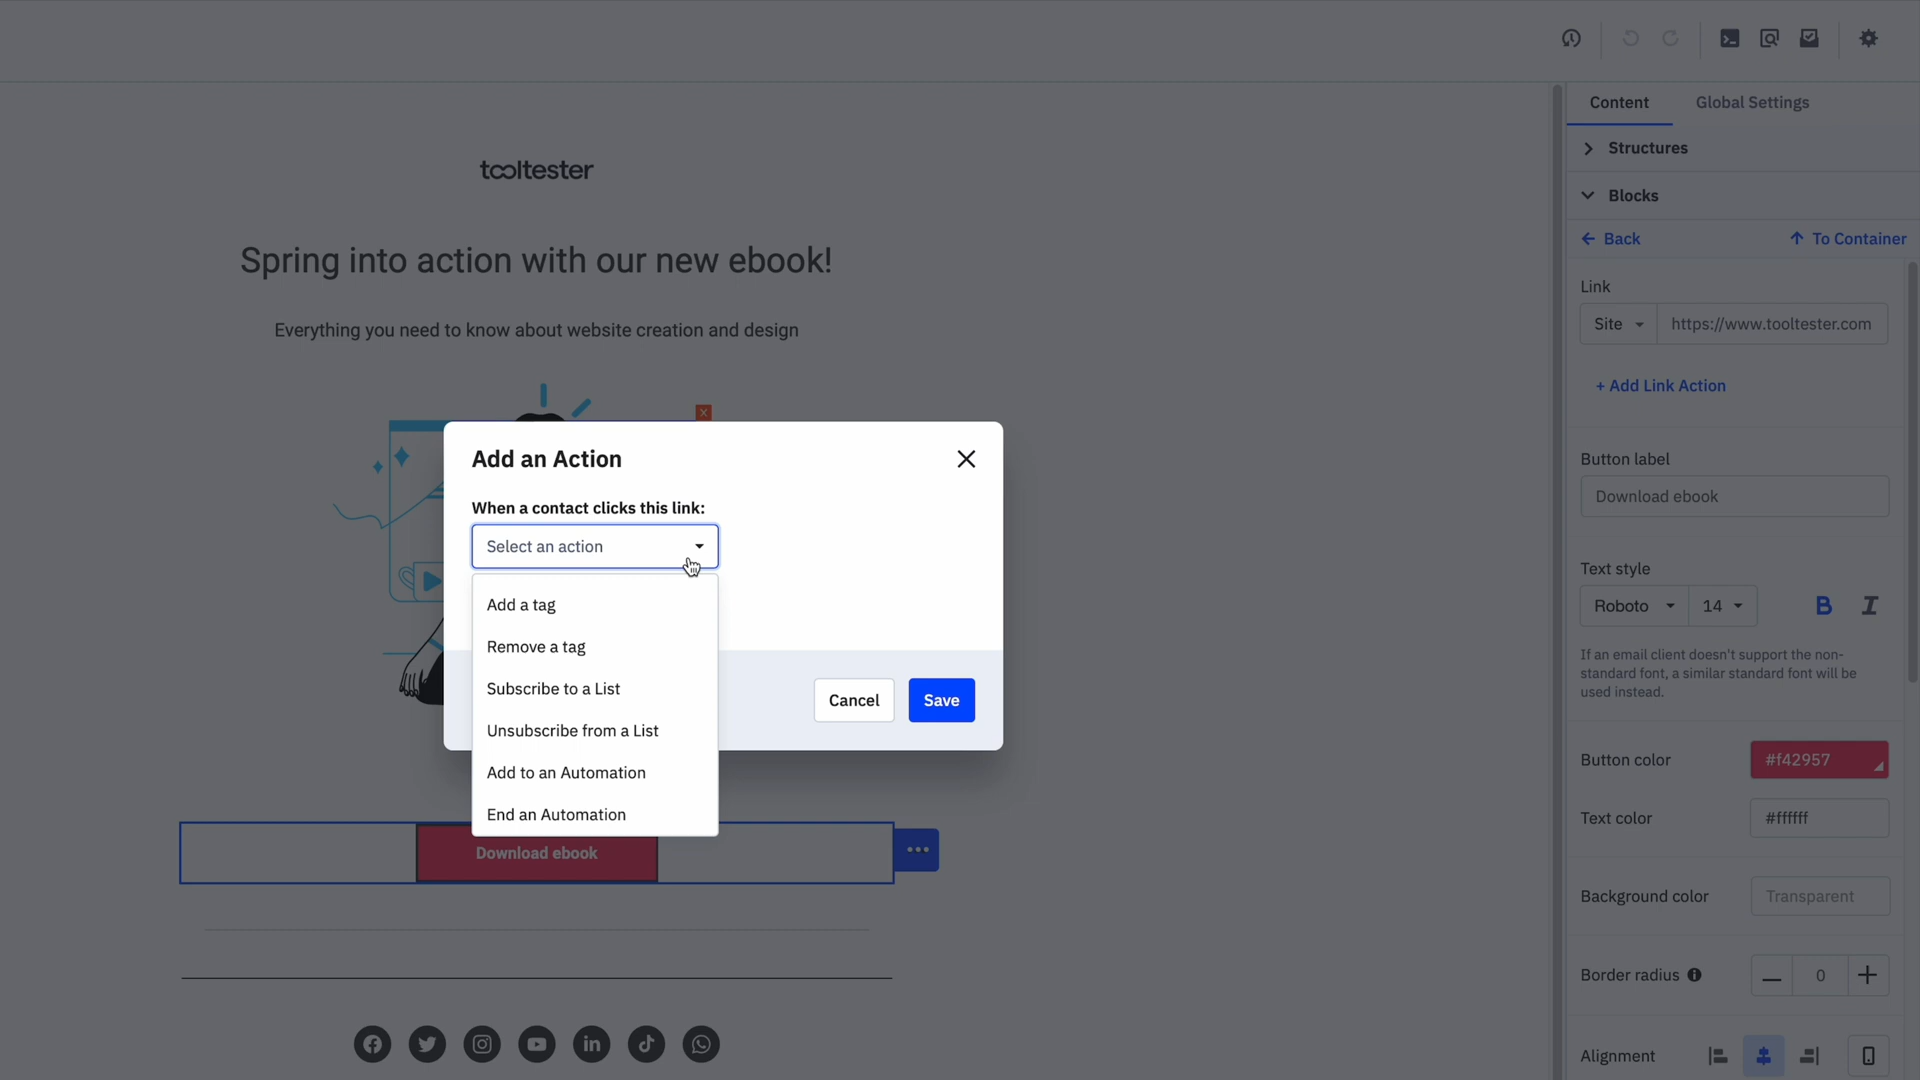 Content
Global Settings
Structures
Blocks
Back
To Container
tooltester
Spring into action with our new ebook!
Everything you need to know about website creation and design
Add an Action
When a contact clicks this link:
Select an action
Add a tag
Remove a tag
Subscribe to a List
Unsubscribe from a List
Add to an Automation
End an Automation
Cancel
Save
Download ebook
Link
Site
https://www.tooltester.com
+ Add Link Action
Button label
Download ebook
Text style
Roboto
14
B
I
If an email client doesn't support the non-
standard font, a similar standard font will be
used instead.
Button color
#f42957
Text color
#ffffff
Background color
Transparent
Border radius
0
Alignment